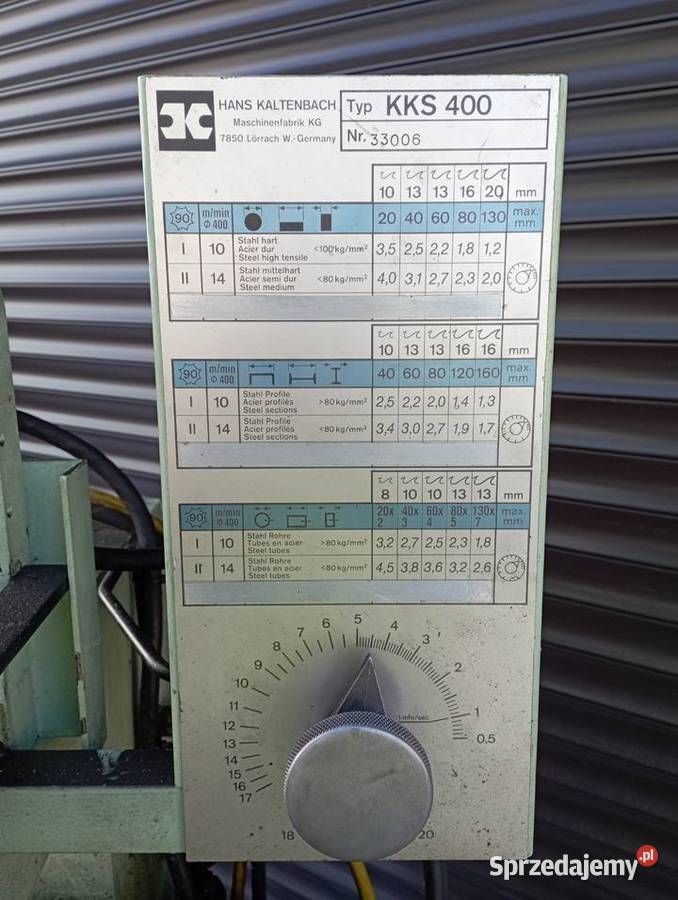 HANS KALTENBACH
Maschinenfabrik KG
7850 Lörrach W.-Germany
Typ KKS 400
Nr. 33006
10 13 13 16 20 mm
90 m/min Φ 400 20 40 60 80 130 max. mm
I 10 Stahl hart
Acier dur <100kg/mm² 3,5 2,5 2,2 1,8 1,2
Steel high tensile
II 14 Stahl mittelhart
Acier semi dur <80kg/mm² 4,0 3,1 2,7 2,3 2,0
Steel medium
10 13 13 16 16 mm
90 m/min Φ 400 40 60 80 120 160 max. mm
I 10 Stahl Profile
Acier profilés >80kg/mm² 2,5 2,2 2,0 1,4 1,3
Steel sections
II 14 Stahl Profile
Acier profilés <80kg/mm² 3,4 3,0 2,7 1,9 1,7
Steel sections
8 10 10 13 13 mm
90 m/min Φ 400 20x2 40x3 60x4 80x5 130x7 max. mm
I 10 Stahl Rohre
Tubes en acier >80kg/mm² 3,2 2,7 2,5 2,3 1,8
Steel tubes
II 14 Stahl Rohre
Tubes en acier <80kg/mm² 4,5 3,8 3,6 3,2 2,6
Steel tubes
0.5 1 2 3 4 5 6 7 8 9 10 11 12 13 14 15 16 17 18 20
Sprzedajemy.pl